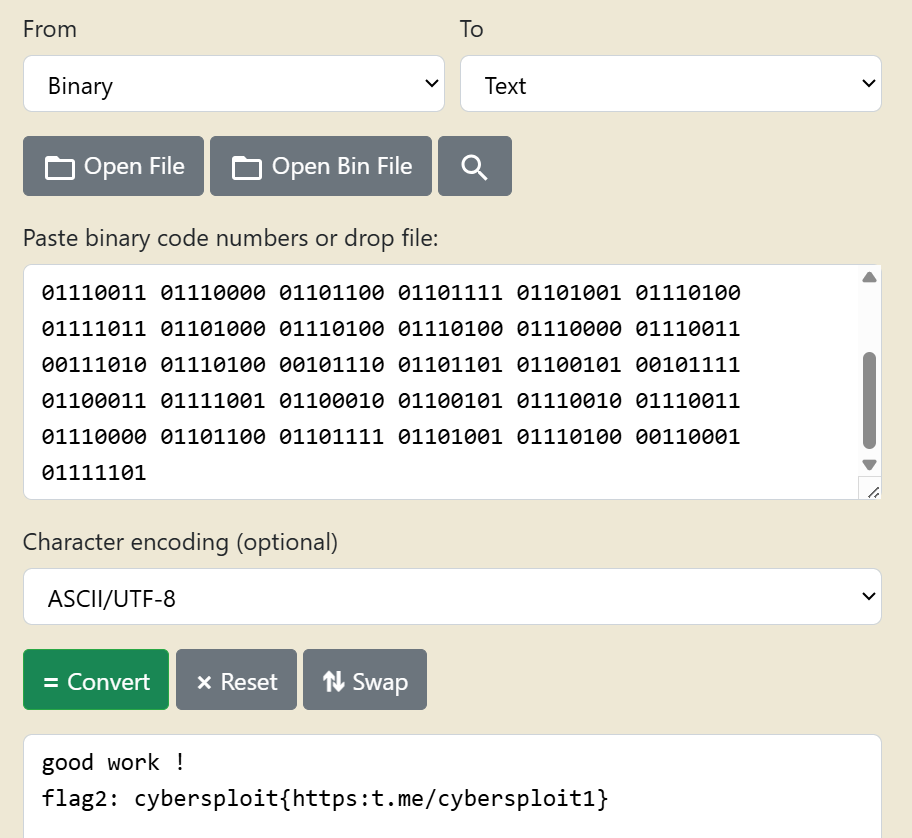 From To
Binary Text
Open File Open Bin File
Paste binary code numbers or drop file:
01110011 01110000 01101100 01101111 01101001 01110100
01111011 01101000 01110100 01110100 01110000 01110011
00111010 01110100 00101110 01101101 01100101 00101111
01100011 01111001 01100010 01100101 01110010 01110011
01110000 01101100 01101111 01101001 01110100 00110001
01111101
Character encoding (optional)
ASCII/UTF-8
= Convert × Reset Swap
good work !
flag2: cybersploit{https:t.me/cybersploit1}